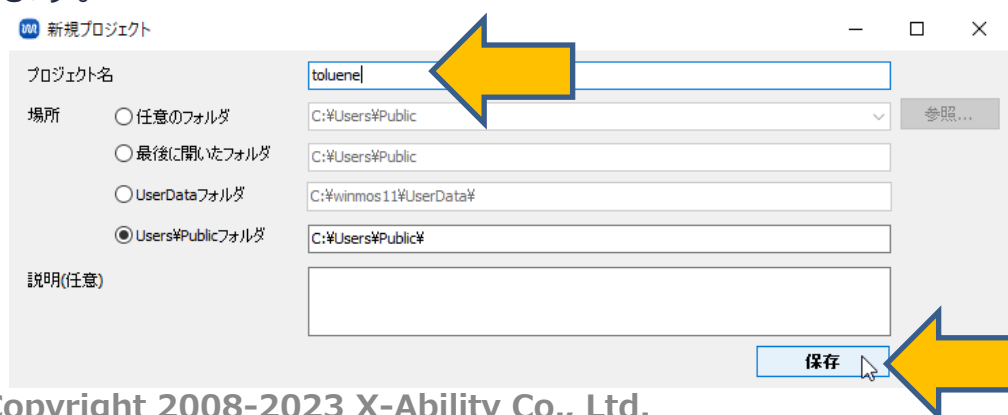 ます。
新規プロジェクト
プロジェクト名 toluene
場所 任意のフォルダ C:¥Users¥Public 参照...
最後に開いたフォルダ C:¥Users¥Public
UserDataフォルダ C:¥winmos11¥UserData¥
Users¥Publicフォルダ C:¥Users¥Public¥
説明(任意)
保存
Copyright 2008-2023 X-Ability Co., Ltd.